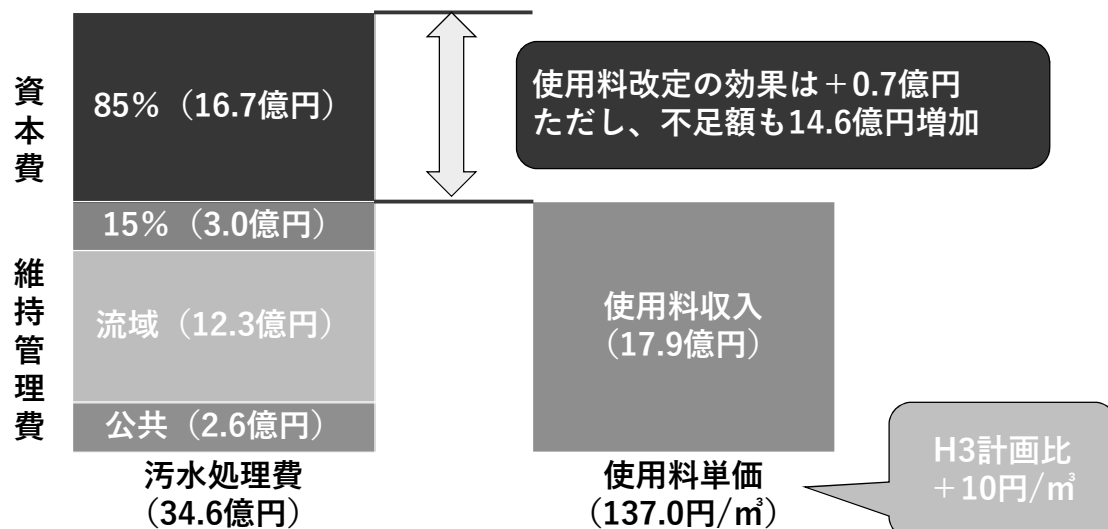 資本費
85%（16.7億円）
使用料改定の効果は＋0.7億円
ただし、不足額も14.6億円増加
15%（3.0億円）
維持管理費
流域（12.3億円）
使用料収入
（17.9億円）
公共（2.6億円）
汚水処理費
（34.6億円）
使用料単価
（137.0円/㎥）
H3計画比
＋10円/㎥